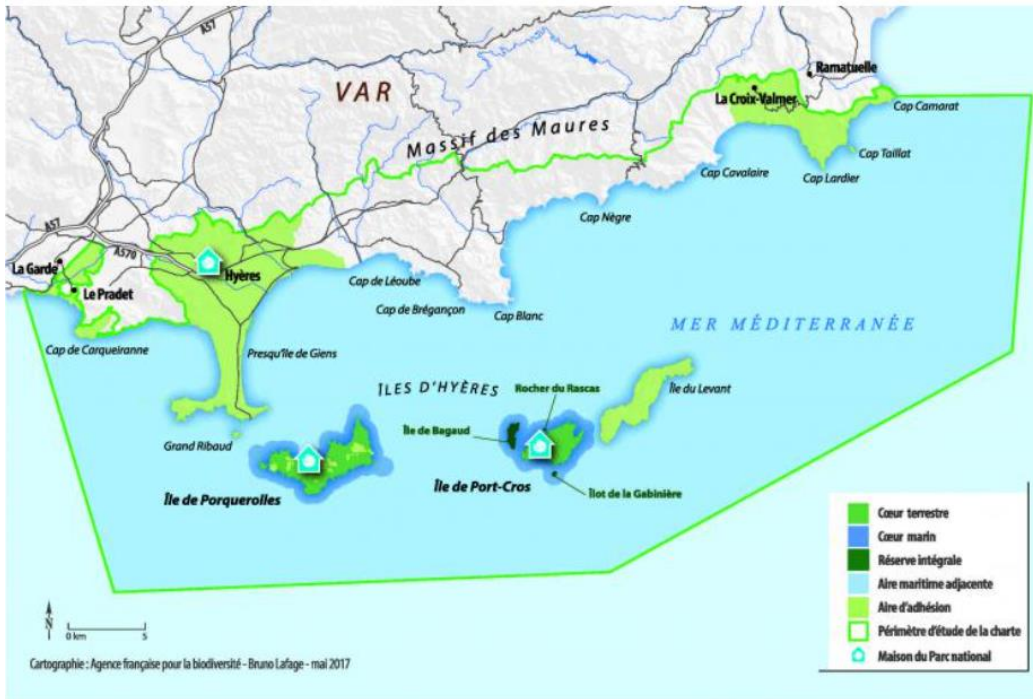 A57
VAR
Massif des Maures
Ramatuelle
La Croix-Valmer
Cap Camarat
Cap Taillat
Cap Lardier
Cap Cavalaire
Cap Nègre
A57
A570
La Garde
Hyères
Le Pradet
Cap de Léoube
Cap de Brégançon
Cap Blanc
MER MÉDITERRANÉE
Cap de Carqueiranne
Presqu'île de Giens
ÎLES D'HYÈRES
Rocher du Rascas
Île du Levant
Île de Bagaud
Grand Ribaud
Île de Porquerolles
Île de Port-Cros
Îlot de la Gabinière
Cœur terrestre
Cœur marin
Réserve intégrale
Aire maritime adjacente
Aire d'adhésion
Périmètre d'étude de la charte
Maison du Parc national
N
0 km 5
Cartographie : Agence française pour la biodiversité - Bruno Lafage - mai 2017